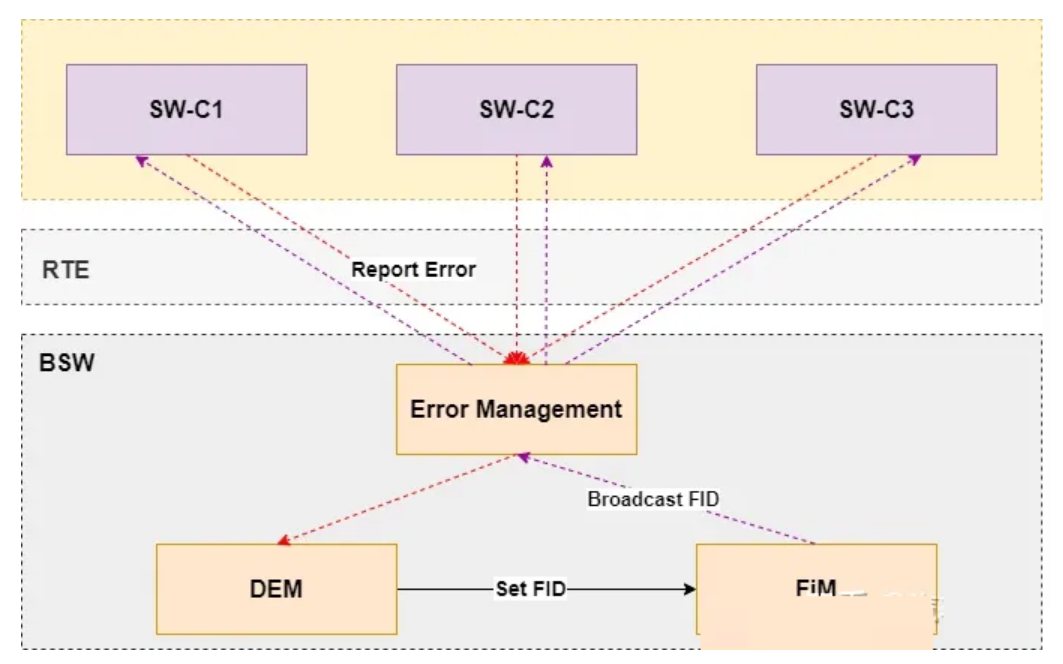 SW-C1
SW-C2
SW-C3
RTE
Report Error
BSW
Error Management
Broadcast FID
DEM
Set FID
FiM